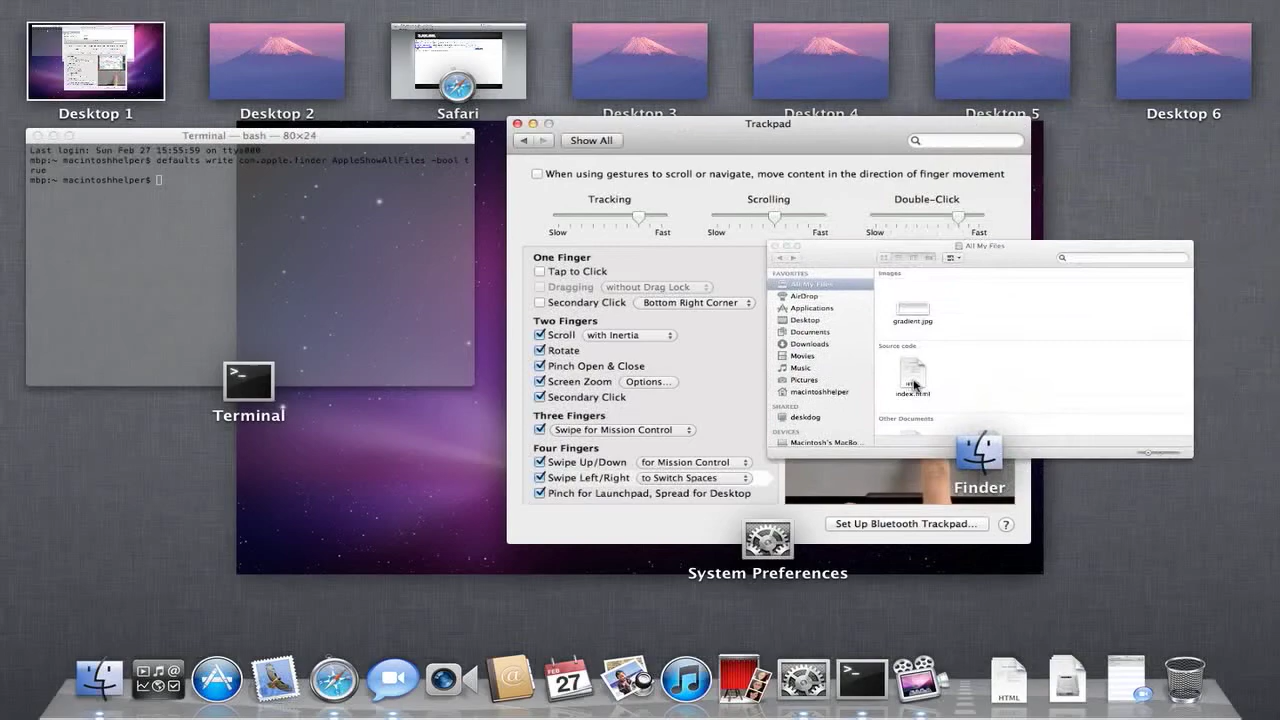 Desktop 1
Desktop 2
Safari
Desktop 3
Desktop 4
Desktop 5
Desktop 6
Terminal — bash — 80×24
Last login: Sun Feb 27 15:55:59 on ttys000
mbp:~ macintoshhelper$ defaults write com.apple.finder AppleShowAllFiles -bool t
rue
mbp:~ macintoshhelper$
Terminal
Trackpad
Show All
When using gestures to scroll or navigate, move content in the direction of finger movement
Tracking
Scrolling
Double-Click
Slow Fast
Slow Fast
Slow Fast
One Finger
Tap to Click
Dragging without Drag Lock
Secondary Click Bottom Right Corner
Two Fingers
Scroll with Inertia
Rotate
Pinch Open & Close
Screen Zoom Options...
Secondary Click
Three Fingers
Swipe for Mission Control
Four Fingers
Swipe Up/Down for Mission Control
Swipe Left/Right to Switch Spaces
Pinch for Launchpad, Spread for Desktop
Set Up Bluetooth Trackpad...
?
System Preferences
All My Files
FAVORITES
All My Files
AirDrop
Applications
Desktop
Documents
Downloads
Movies
Music
Pictures
macintoshhelper
SHARED
deskdog
DEVICES
Macintosh's MacBo...
Images
gradient.jpg
Source code
index.html
Other Documents
Finder
FEB
27
HTML